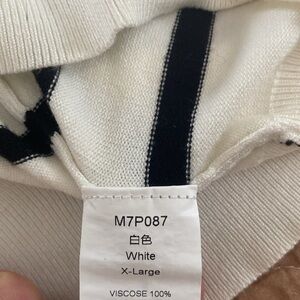 M7P087
白色
White
X-Large
VISCOSE 100%